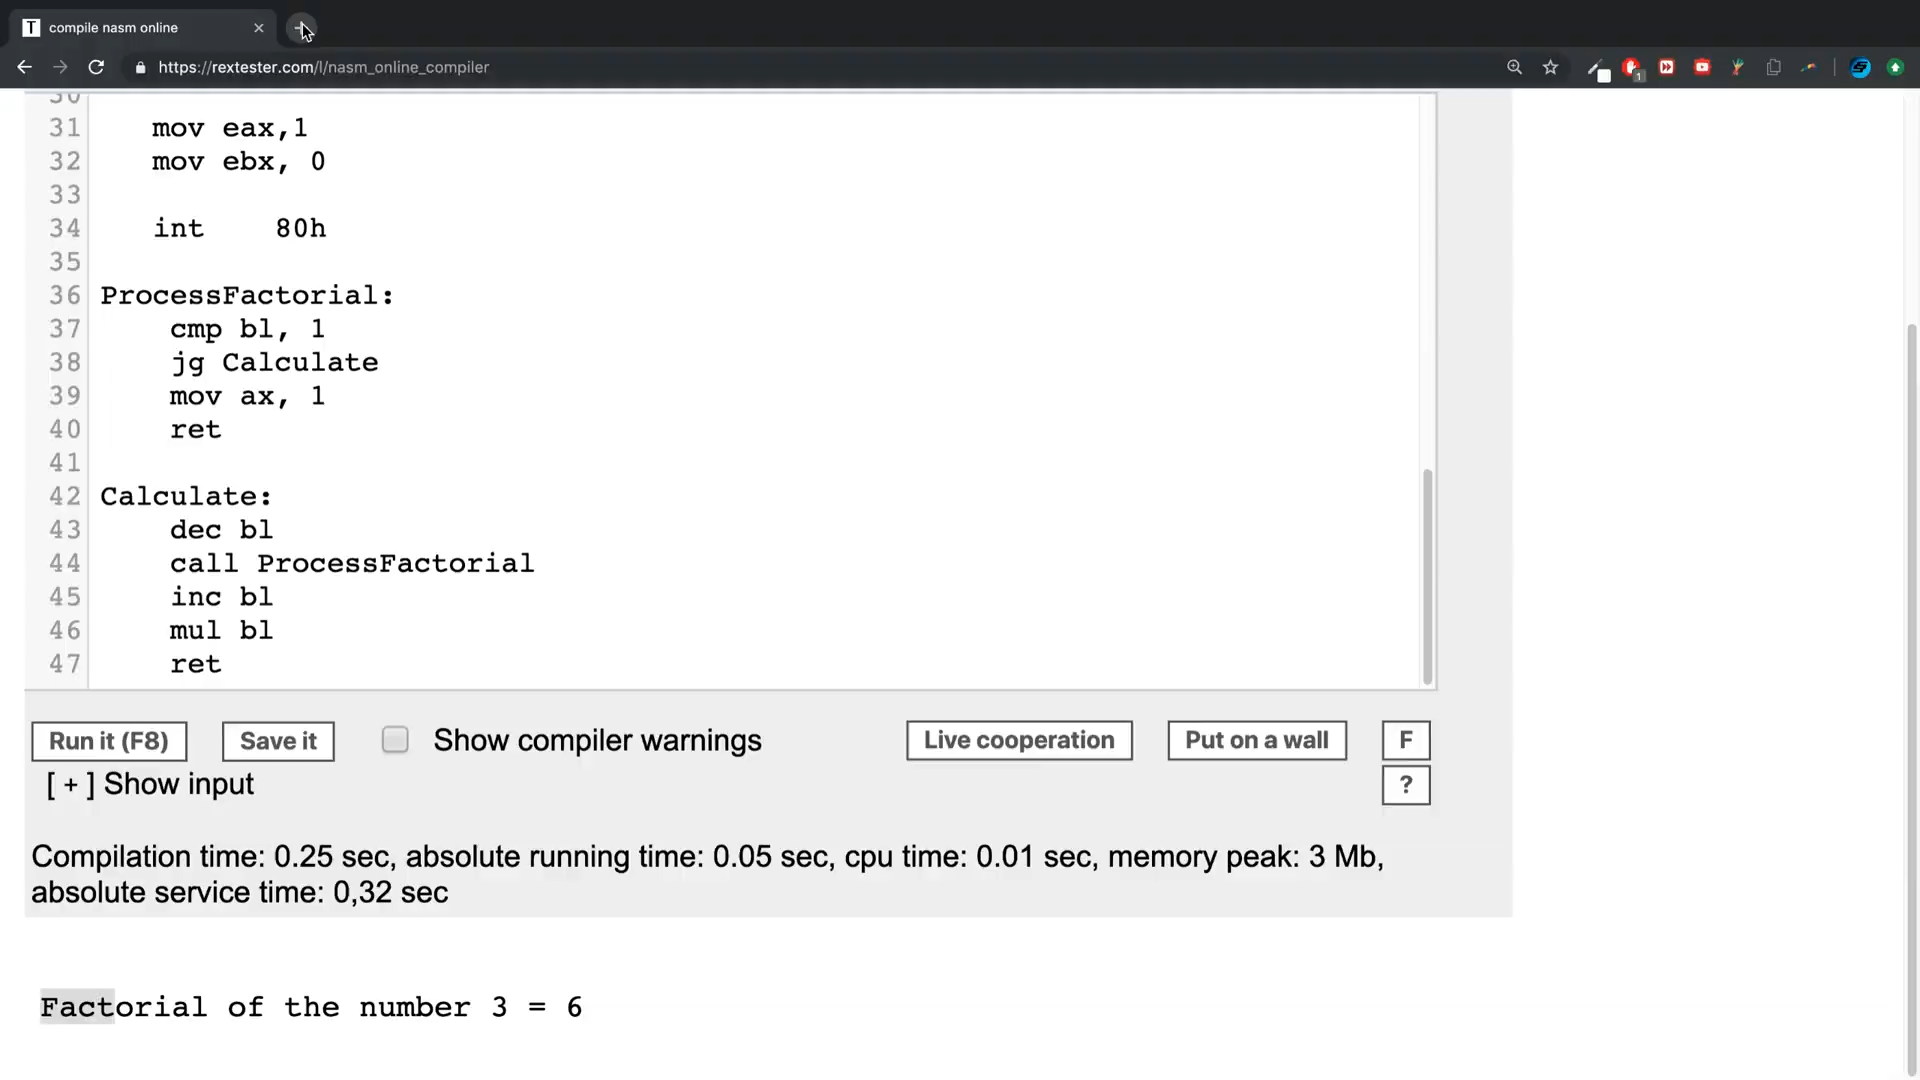 compile nasm online
https://rextester.com/l/nasm_online_compiler
30
31 mov eax,1
32 mov ebx, 0
33
34 int 80h
35
36 ProcessFactorial:
37 cmp bl, 1
38 jg Calculate
39 mov ax, 1
40 ret
41
42 Calculate:
43 dec bl
44 call ProcessFactorial
45 inc bl
46 mul bl
47 ret
Run it (F8) Save it Show compiler warnings Live cooperation Put on a wall F
[ + ] Show input ?
Compilation time: 0.25 sec, absolute running time: 0.05 sec, cpu time: 0.01 sec, memory peak: 3 Mb,
absolute service time: 0,32 sec
Factorial of the number 3 = 6